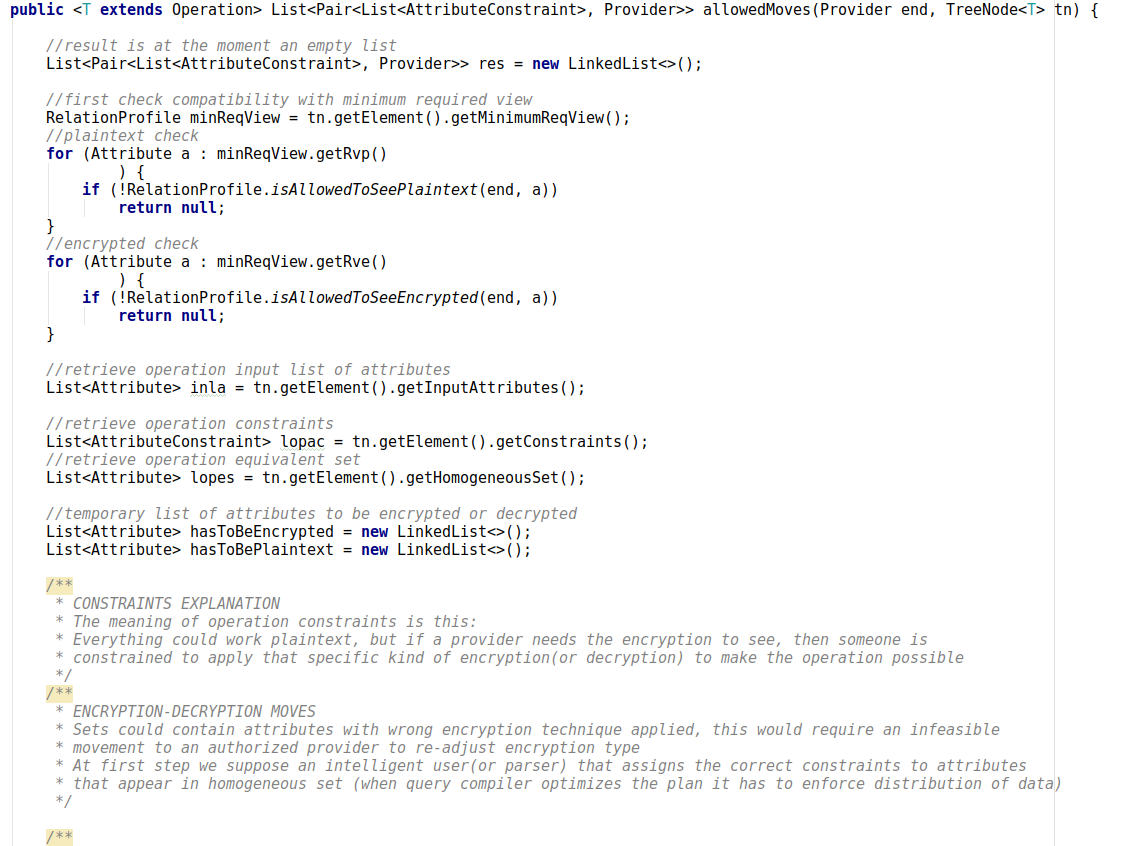 public <T extends Operation> List<Pair<List<AttributeConstraint>, Provider>> allowedMoves(Provider end, TreeNode<T> tn) {
//result is at the moment an empty list
List<Pair<List<AttributeConstraint>, Provider>> res = new LinkedList<>();
//first check compatibility with minimum required view
RelationProfile minReqView = tn.getElement().getMinimumReqView();
//plaintext check
for (Attribute a : minReqView.getRvp()
) {
if (!RelationProfile.isAllowedToSeePlaintext(end, a))
return null;
}
//encrypted check
for (Attribute a : minReqView.getRve()
) {
if (!RelationProfile.isAllowedToSeeEncrypted(end, a))
return null;
}
//retrieve operation input list of attributes
List<Attribute> inla = tn.getElement().getInputAttributes();
//retrieve operation constraints
List<AttributeConstraint> lopac = tn.getElement().getConstraints();
//retrieve operation equivalent set
List<Attribute> lopes = tn.getElement().getHomogeneousSet();
//temporary list of attributes to be encrypted or decrypted
List<Attribute> hasToBeEncrypted = new LinkedList<>();
List<Attribute> hasToBePlaintext = new LinkedList<>();
/**
* CONSTRAINTS EXPLANATION
* The meaning of operation constraints is this:
* Everything could work plaintext, but if a provider needs the encryption to see, then someone is
* constrained to apply that specific kind of encryption(or decryption) to make the operation possible
*/
/**
* ENCRYPTION-DECRYPTION MOVES
* Sets could contain attributes with wrong encryption technique applied, this would require an infeasible
* movement to an authorized provider to re-adjust encryption type
* At first step we suppose an intelligent user(or parser) that assigns the correct constraints to attributes
* that appear in homogeneous set (when query compiler optimizes the plan it has to enforce distribution of data)
*/
/**